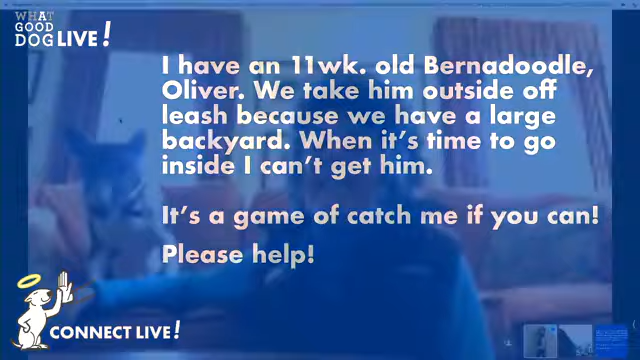 WHAT
GOOD
DOG LIVE!
I have an 11wk. old Bernadoodle,
Oliver. We take him outside off
leash because we have a large
backyard. When it's time to go
inside I can't get him.
It's a game of catch me if you can!
Please help!
CONNECT LIVE!